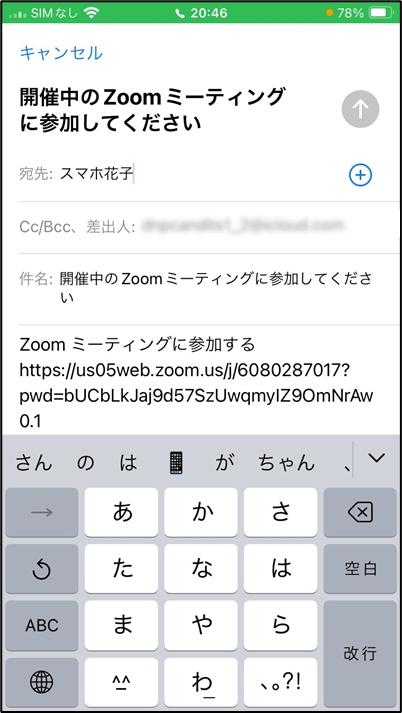 SIMなし 20:46 78%
キャンセル
開催中のZoomミーティング
に参加してください
宛先: スマホ花子
Cc/Bcc、差出人:
件名: 開催中のZoomミーティングに参加してくださ
い
Zoom ミーティングに参加する
https://us05web.zoom.us/j/6080287017?
pwd=bUCbLkJaj9d57SzUwqmyIZ9OmNrAw
0.1
さん の は 📱 が ちゃん 、
→ あ か さ
た な は 空白
ABC ま や ら 改行
^_^ わ_ 、。?!